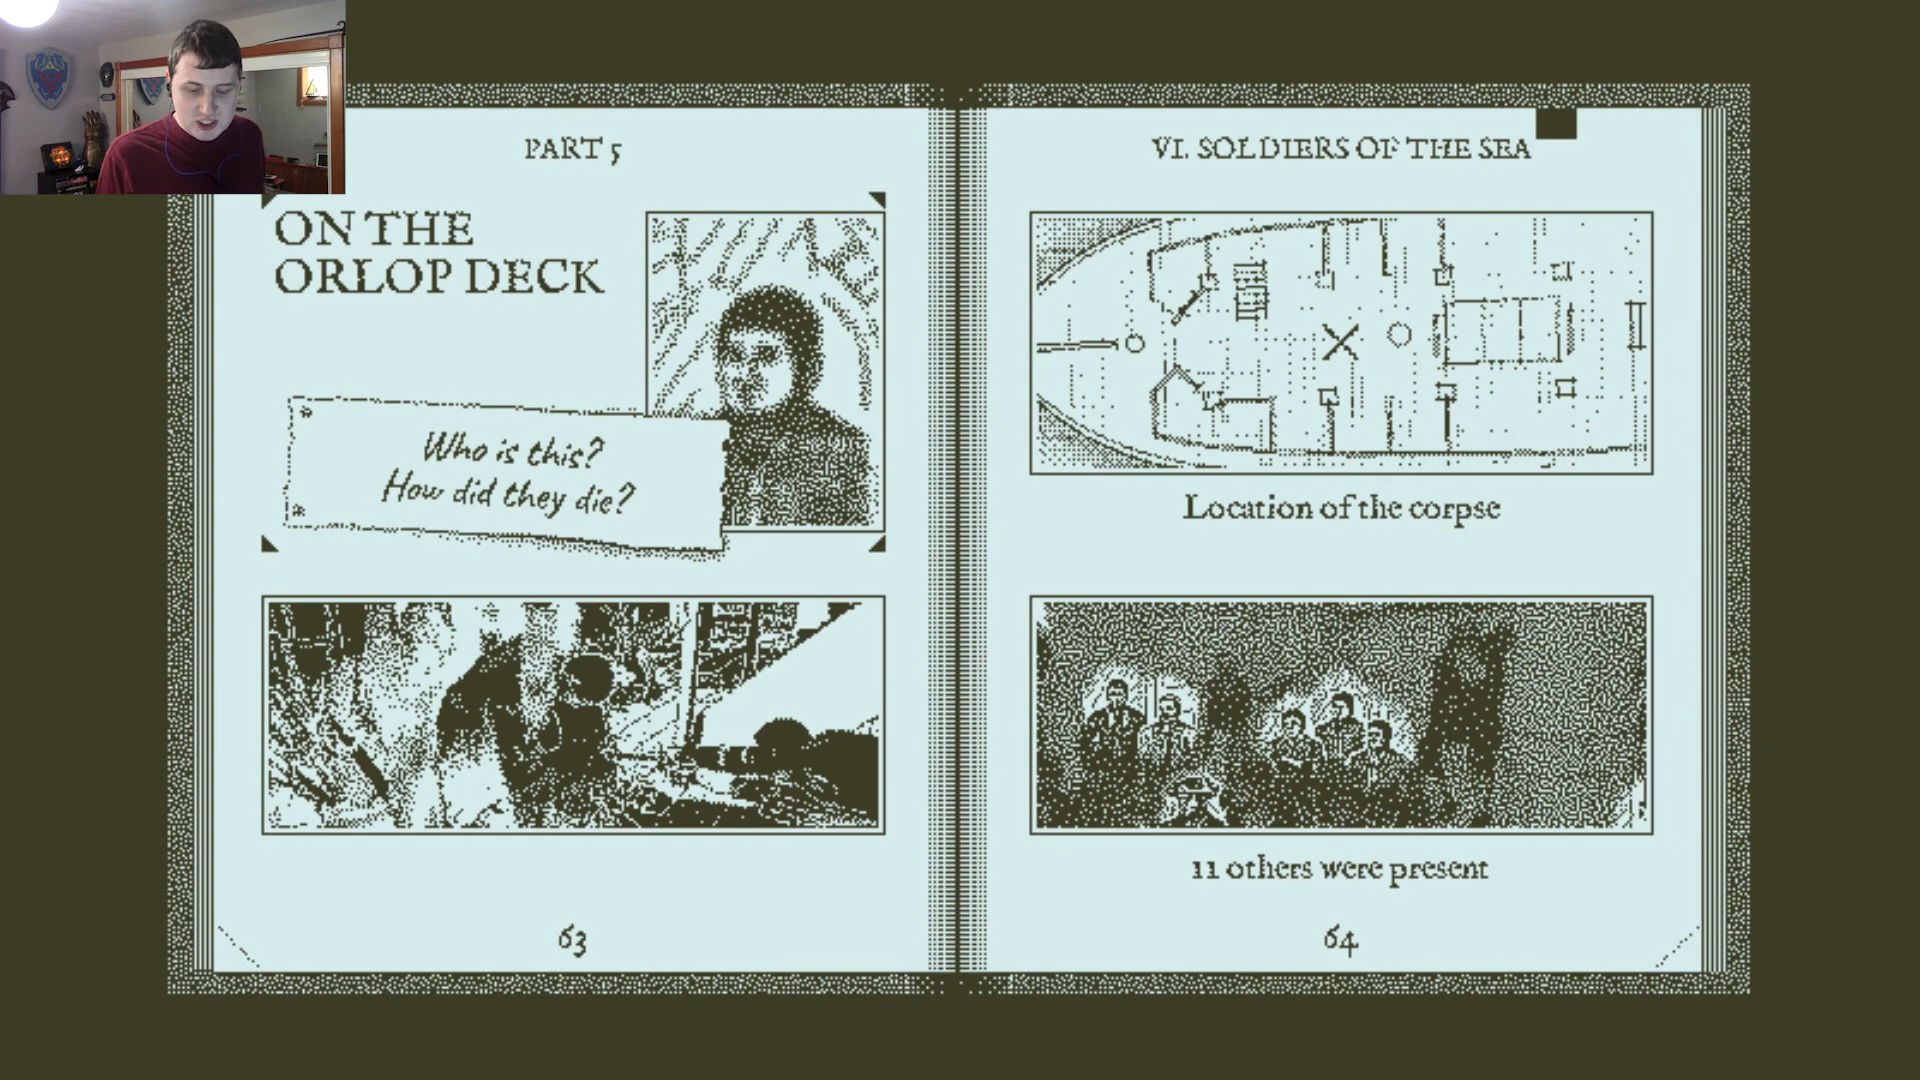 PART 5
ON THE
ORLOP DECK
Who is this?
How did they die?
63
VI. SOLDIERS OF THE SEA
Location of the corpse
11 others were present
64